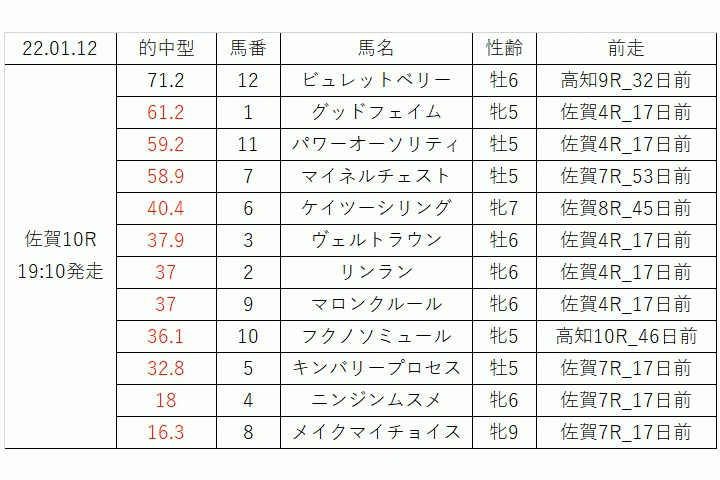 22.01.12 的中型 馬番 馬名 性齢 前走
71.2 12 ビュレットベリー 牡6 高知9R_32日前
61.2 1 グッドフェイム 牝5 佐賀4R_17日前
59.2 11 パワーオーソリティ 牡5 佐賀4R_17日前
58.9 7 マイネルチェスト 牡5 佐賀7R_53日前
40.4 6 ケイツーシリング 牝7 佐賀8R_45日前
佐賀10R
19:10発走
37.9 3 ヴェルトラウン 牡6 佐賀4R_17日前
37 2 リンラン 牝6 佐賀4R_17日前
37 9 マロンクルール 牝6 佐賀4R_17日前
36.1 10 フクノソミュール 牝5 高知10R_46日前
32.8 5 キンバリープロセス 牡5 佐賀7R_17日前
18 4 ニンジンムスメ 牝6 佐賀7R_17日前
16.3 8 メイクマイチョイス 牝9 佐賀7R_17日前